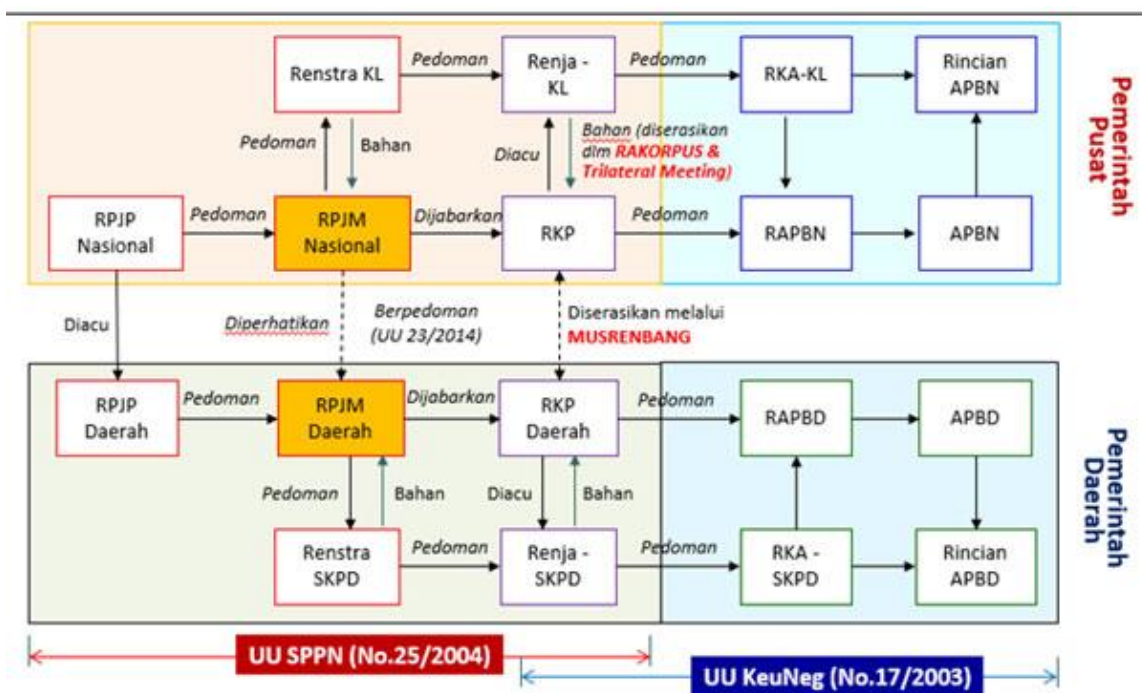 Renstra KL
Pedoman
Renja -
KL
Pedoman
RKA-KL
Rincian
APBN
Pedoman
Bahan
Diacu
Bahan (diserasikan
dlm RAKORPUS &
Trilateral Meeting)
RPJP
Nasional
Pedoman
RPJM
Nasional
Dijabarkan
RKP
Pedoman
RAPBN
APBN
Pemerintah
Pusat
Diacu
Diperhatikan
Berpedoman
(UU 23/2014)
Diserasikan melalui
MUSRENBANG
RPJP
Daerah
Pedoman
RPJM
Daerah
Dijabarkan
RKP
Daerah
Pedoman
RAPBD
APBD
Pedoman
Bahan
Diacu
Bahan
Renstra
SKPD
Pedoman
Renja -
SKPD
Pedoman
RKA -
SKPD
Rincian
APBD
Pemerintah
Daerah
UU SPPN (No.25/2004)
UU KeuNeg (No.17/2003)